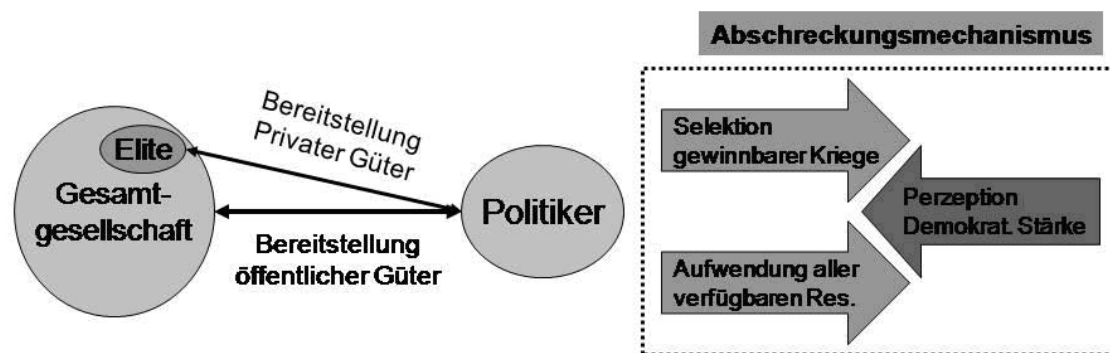 Abschreckungsmechanismus
Bereitstellung
Privater Güter
Elite
Gesamt-
gesellschaft
Politiker
Bereitstellung
öffentlicher Güter
Selektion
gewinnbarer Kriege
Perzeption
Demokrat. Stärke
Aufwendung aller
verfügbaren Res.